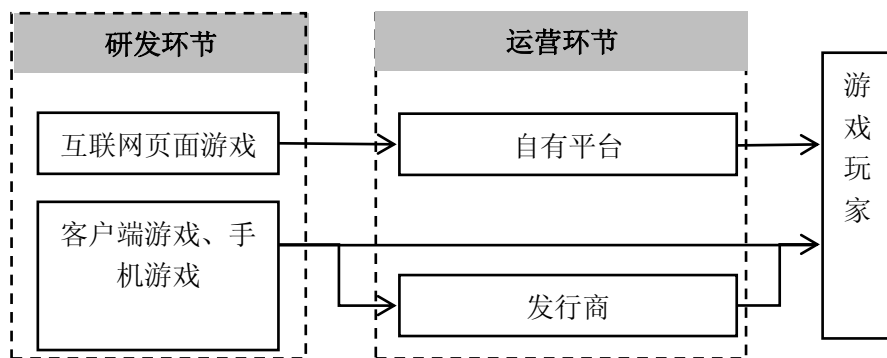 研发环节
运营环节
互联网页面游戏
自有平台
客户端游戏、手
机游戏
发行商
游
戏
玩
家